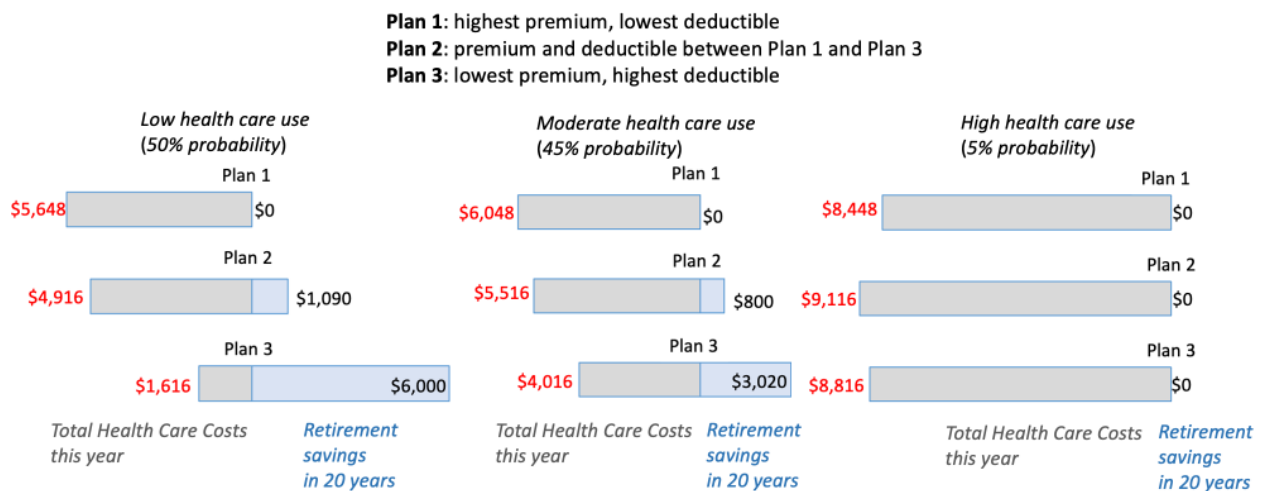 Plan 1: highest premium, lowest deductible
Plan 2: premium and deductible between Plan 1 and Plan 3
Plan 3: lowest premium, highest deductible
Low health care use
(50% probability)
Plan 1
$5,648
$0
Plan 2
$4,916
$1,090
Plan 3
$1,616
$6,000
Total Health Care Costs
this year
Retirement
savings
in 20 years
Moderate health care use
(45% probability)
Plan 1
$6,048
$0
Plan 2
$5,516
$800
Plan 3
$4,016
$3,020
Total Health Care Costs
this year
Retirement
savings
in 20 years
High health care use
(5% probability)
Plan 1
$8,448
$0
Plan 2
$9,116
$0
Plan 3
$8,816
$0
Total Health Care Costs
this year
Retirement
savings
in 20 years